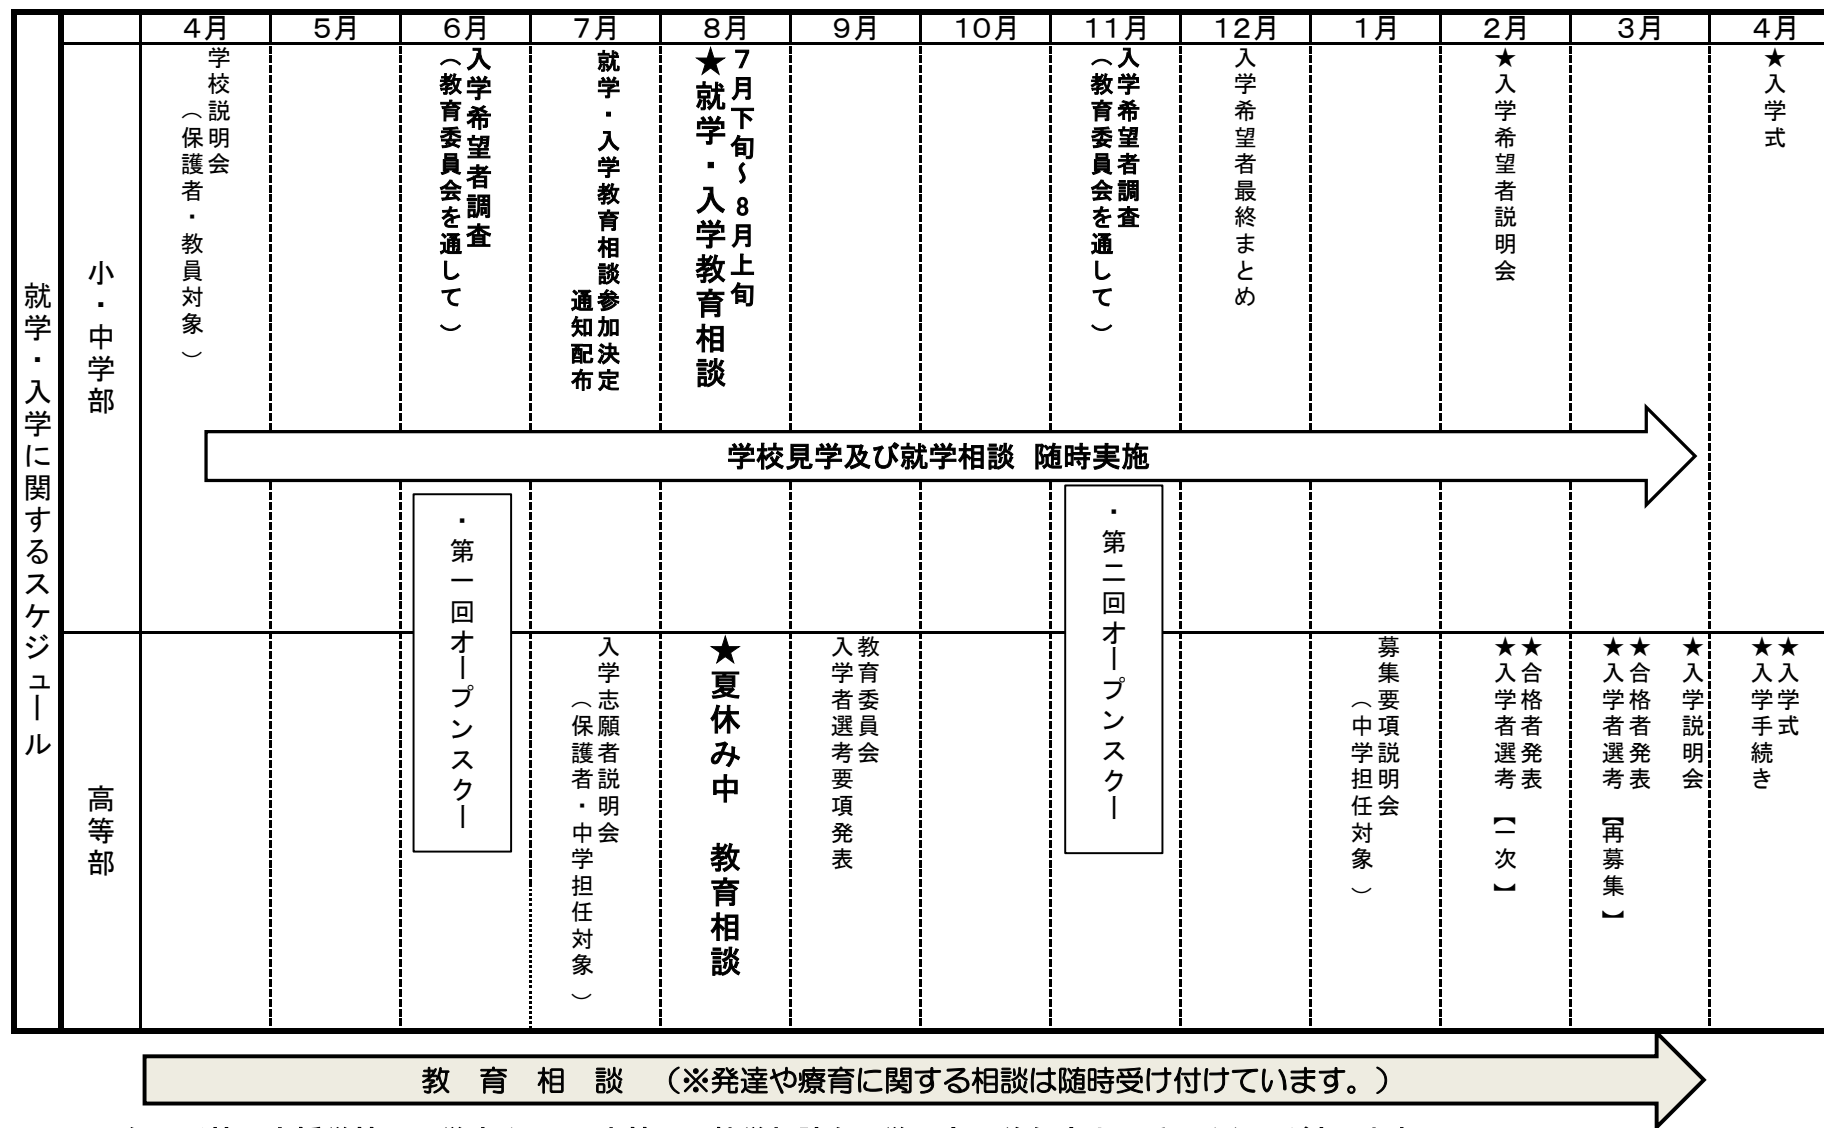 就学・入学に関するスケジュール
4月
5月
6月
7月
8月
9月
10月
11月
12月
1月
2月
3月
4月
小・中学部
学校説明会
（保護者・教員対象）
入学希望者調査
（教育委員会を通して）
就学・入学教育相談参加決定
通知配布
7月下旬～8月上旬
★就学・入学教育相談
入学希望者調査
（教育委員会を通して）
入学希望者最終まとめ
★入学希望者説明会
★入学式
学校見学及び就学相談　随時実施
・第一回オープンスクー
・第二回オープンスクー
高等部
入学志願者説明会
（保護者・中学担任対象）
★夏休み中　教育相談
教育委員会
入学者選考要項発表
募集要項説明会
（中学担任対象）
★合格者発表
★入学者選考【一次】
★入学説明会
★合格者発表
★入学者選考【再募集】
★入学式
★入学手続き
教　育　相　談　（※発達や療育に関する相談は随時受け付けています。）